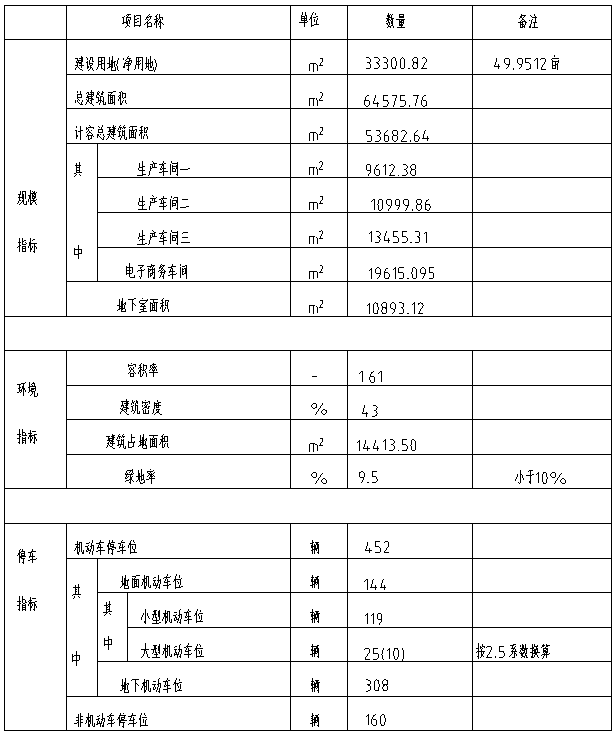 项目名称 单位 数量 备注
建设用地(净用地) m² 33300.82 49.9512亩
总建筑面积 m² 64575.76
计容总建筑面积 m² 53682.64
规模指标
其中
生产车间一 m² 9612.38
生产车间二 m² 10999.86
生产车间三 m² 13455.31
电子商务车间 m² 19615.095
地下室面积 m² 10893.12
环境指标
容积率 - 161
建筑密度 % 43
建筑占地面积 m² 14413.50
绿地率 % 9.5 小于10%
停车指标
机动车停车位 辆 452
其中
地面机动车位 辆 144
其中
小型机动车位 辆 119
大型机动车位 辆 25(10) 按2.5系数换算
地下机动车位 辆 308
非机动车停车位 辆 160